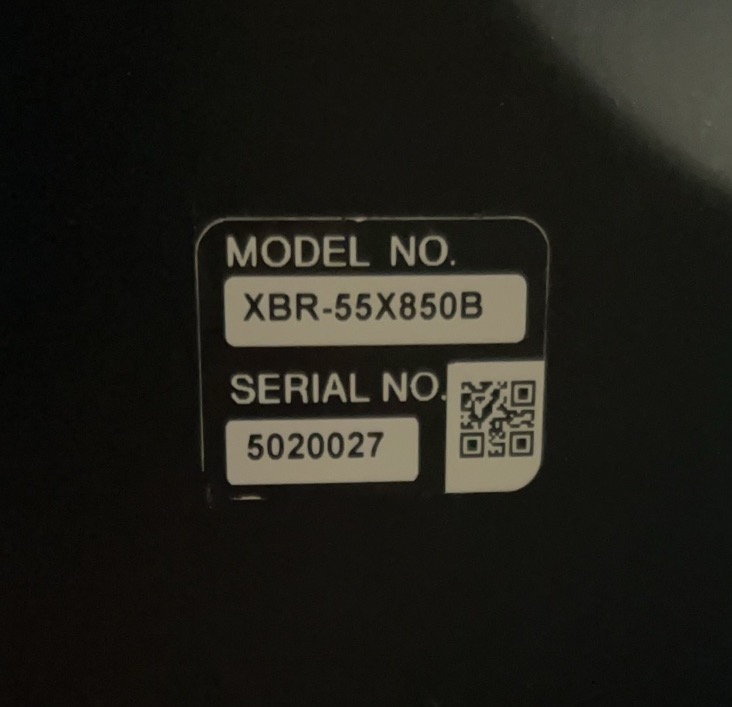 MODEL NO.
XBR-55X850B
SERIAL NO.
5020027